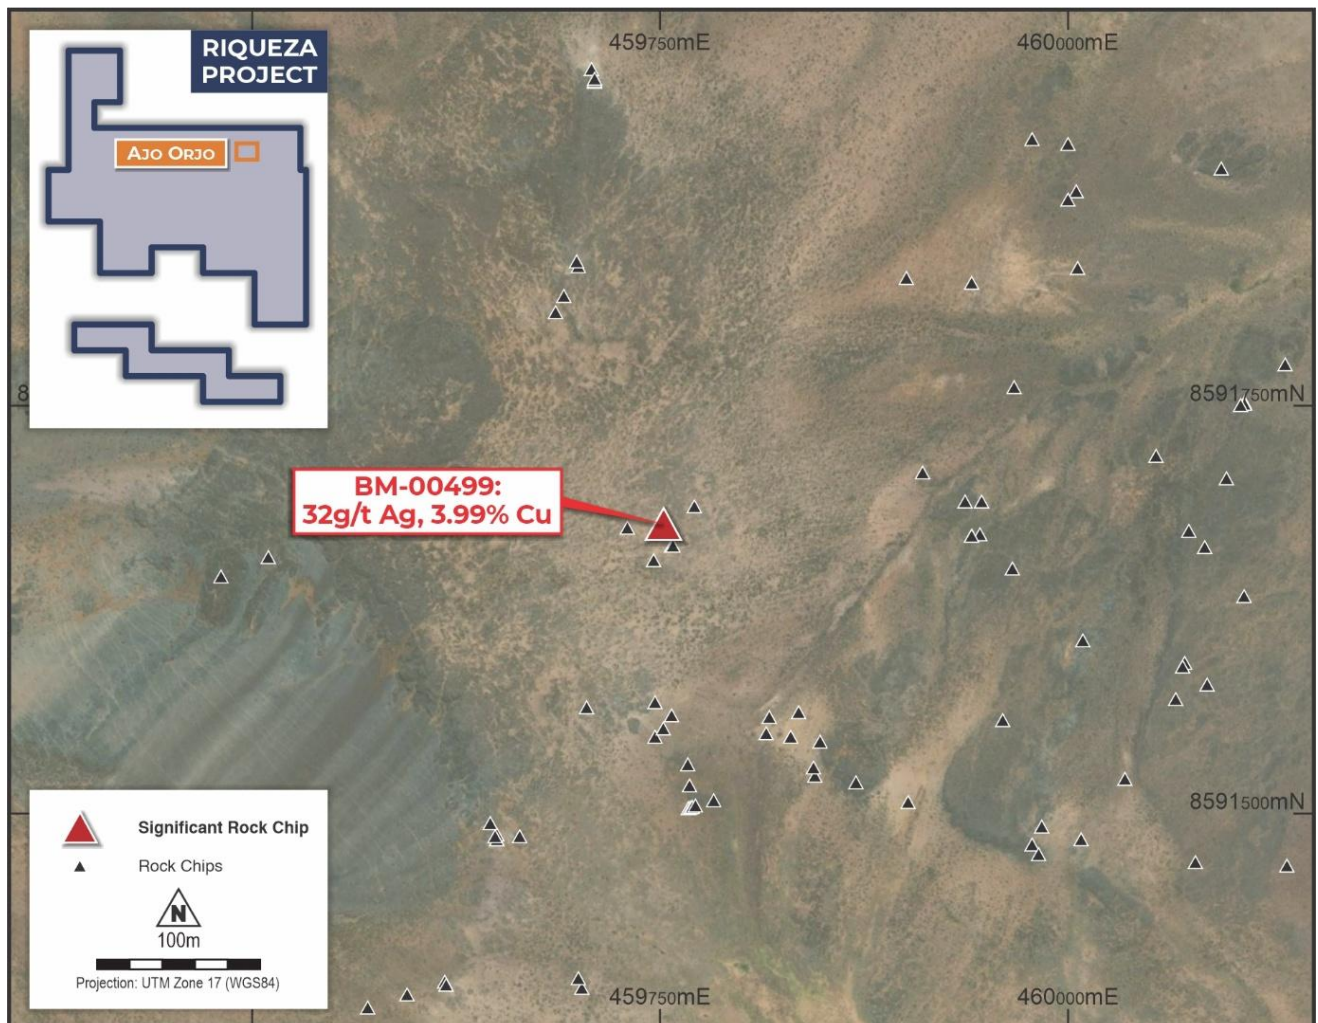 459750mE
460000mE
RIQUEZA
PROJECT
AJO ORJO
8
8591750mN
BM-00499:
32g/t Ag, 3.99% Cu
8591500mN
Significant Rock Chip
Rock Chips
N
100m
Projection: UTM Zone 17 (WGS84)
459750mE
460000mE